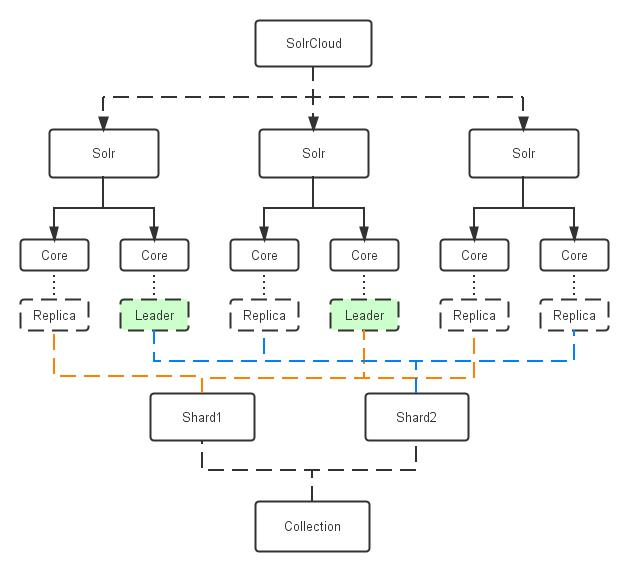 SolrCloud
Solr Solr Solr
Core Core Core Core Core Core
Replica Leader Replica Leader Replica Replica
Shard1 Shard2
Collection